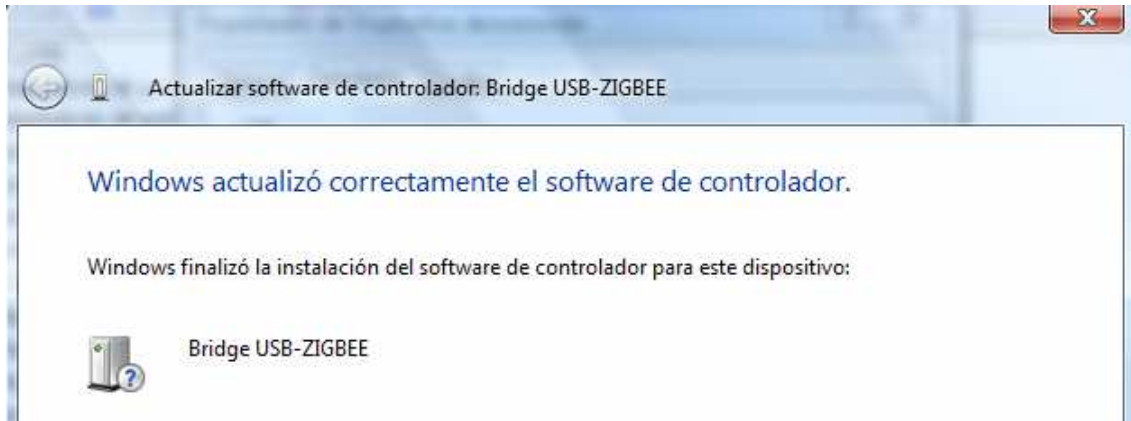 Actualizar software de controlador: Bridge USB-ZIGBEE
Windows actualizó correctamente el software de controlador.
Windows finalizó la instalación del software de controlador para este dispositivo:
Bridge USB-ZIGBEE